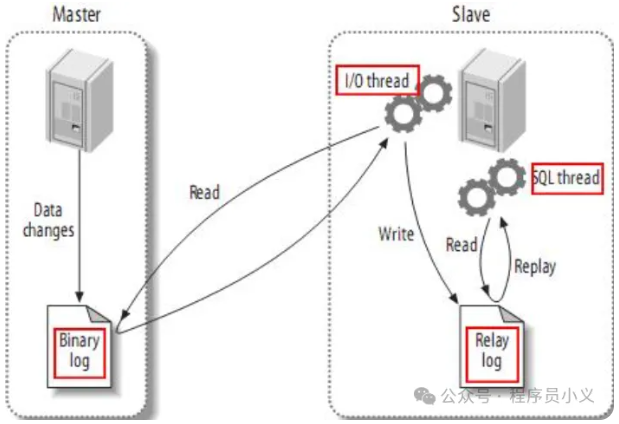 Master
Slave
I/O thread
SQL thread
Read
Data
changes
Write
Read
Replay
Binary
log
Relay
log
公众号 · 程序员小义